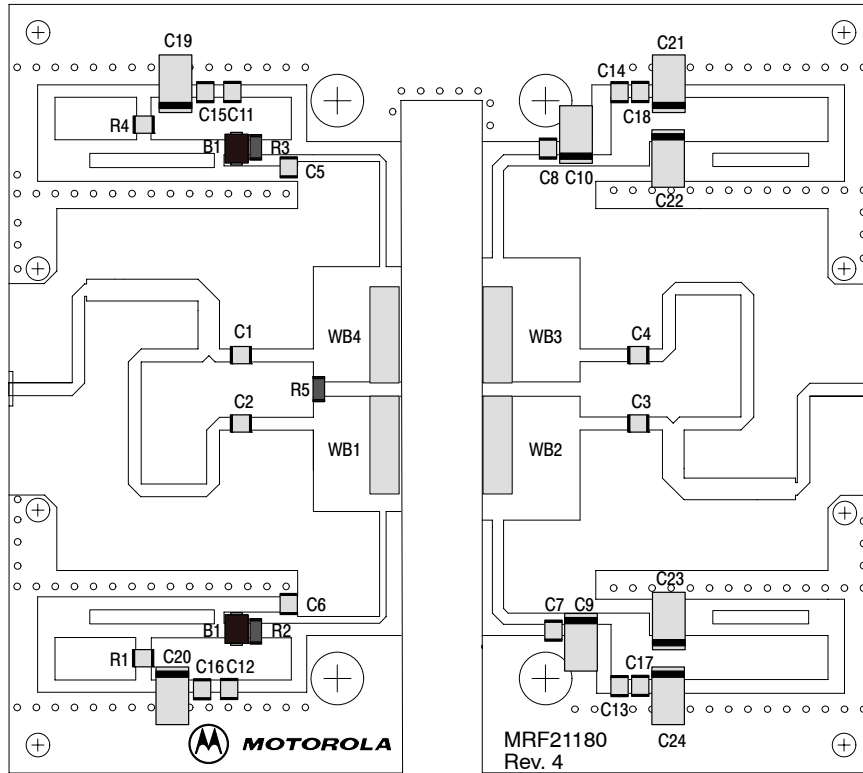 C19
C21
C14
C15 C11
C18
R4
B1
R3
C5
C8
C10
C22
C1
WB4
WB3
C4
R5
C2
C3
WB1
WB2
C6
C23
B1
R2
C7
C9
R1
C20
C16
C12
C17
C13
C24
MOTOROLA
MRF21180
Rev. 4